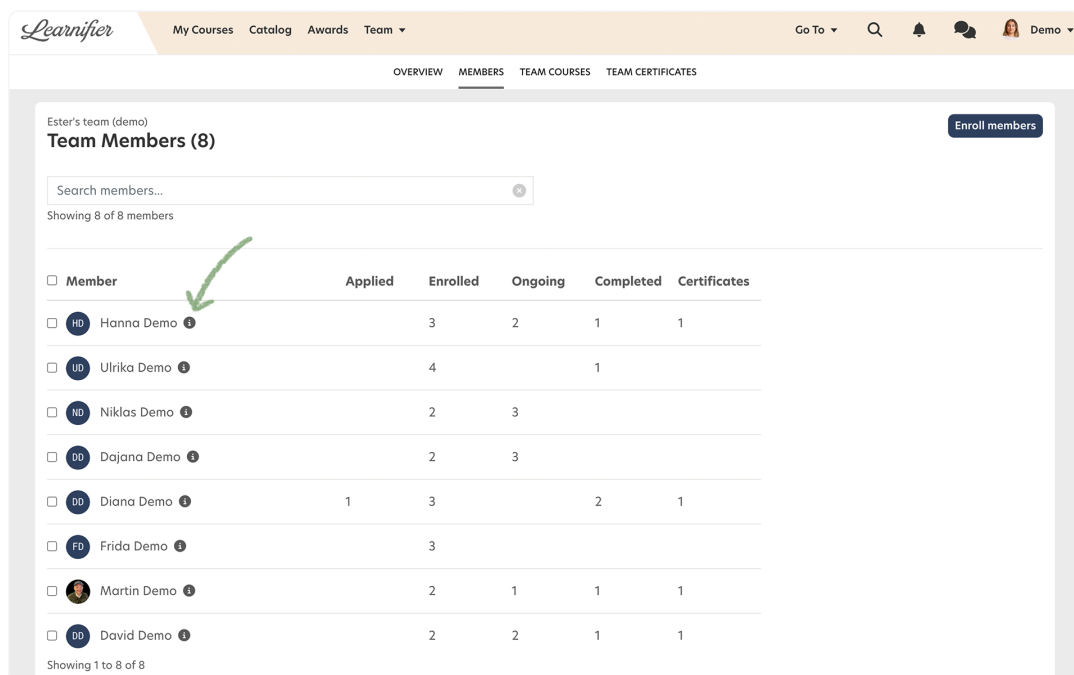 Learnifier My Courses Catalog Awards Team Go To Demo
OVERVIEW MEMBERS TEAM COURSES TEAM CERTIFICATES
Ester's team (demo)
Team Members (8)
Enroll members
Search members...
Showing 8 of 8 members
Member Applied Enrolled Ongoing Completed Certificates
HD Hanna Demo 3 2 1 1
UD Ulrika Demo 4 1
ND Niklas Demo 2 3
DD Dajana Demo 2 3
DD Diana Demo 1 3 2 1
FD Frida Demo 3
Martin Demo 2 1 1 1
DD David Demo 2 2 1 1
Showing 1 to 8 of 8